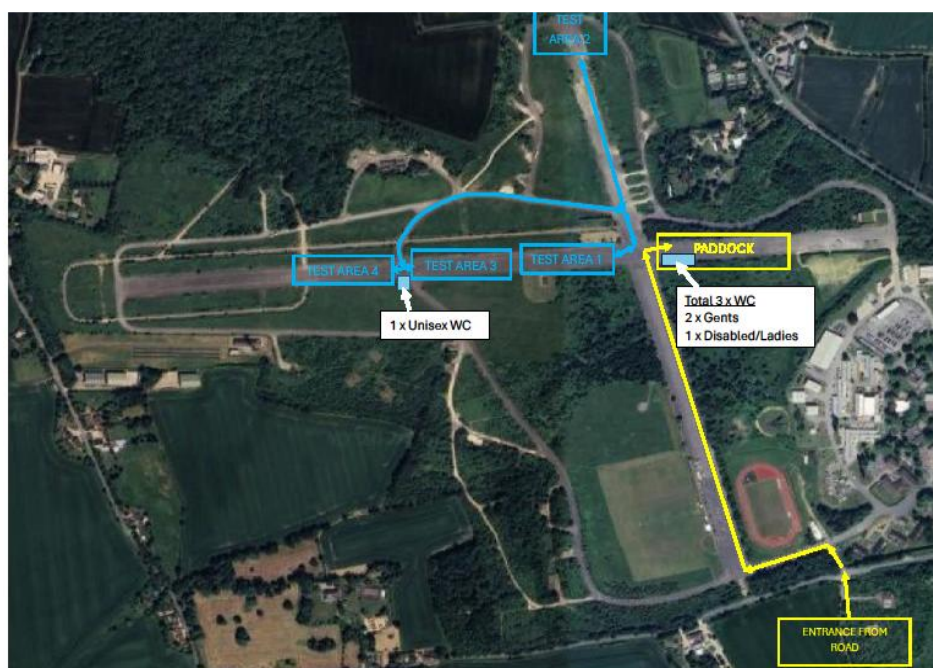 TEST
AREA 2
PADDOCK
TEST AREA 4
TEST AREA 3
TEST AREA 1
Total 3 x WC
2 x Gents
1 x Disabled/Ladies
1 x Unisex WC
ENTRANCE FROM
ROAD